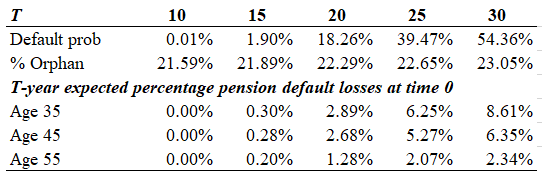 T 10 15 20 25 30
Default prob 0.01% 1.90% 18.26% 39.47% 54.36%
% Orphan 21.59% 21.89% 22.29% 22.65% 23.05%
T-year expected percentage pension default losses at time 0
Age 35 0.00% 0.30% 2.89% 6.25% 8.61%
Age 45 0.00% 0.28% 2.68% 5.27% 6.35%
Age 55 0.00% 0.20% 1.28% 2.07% 2.34%